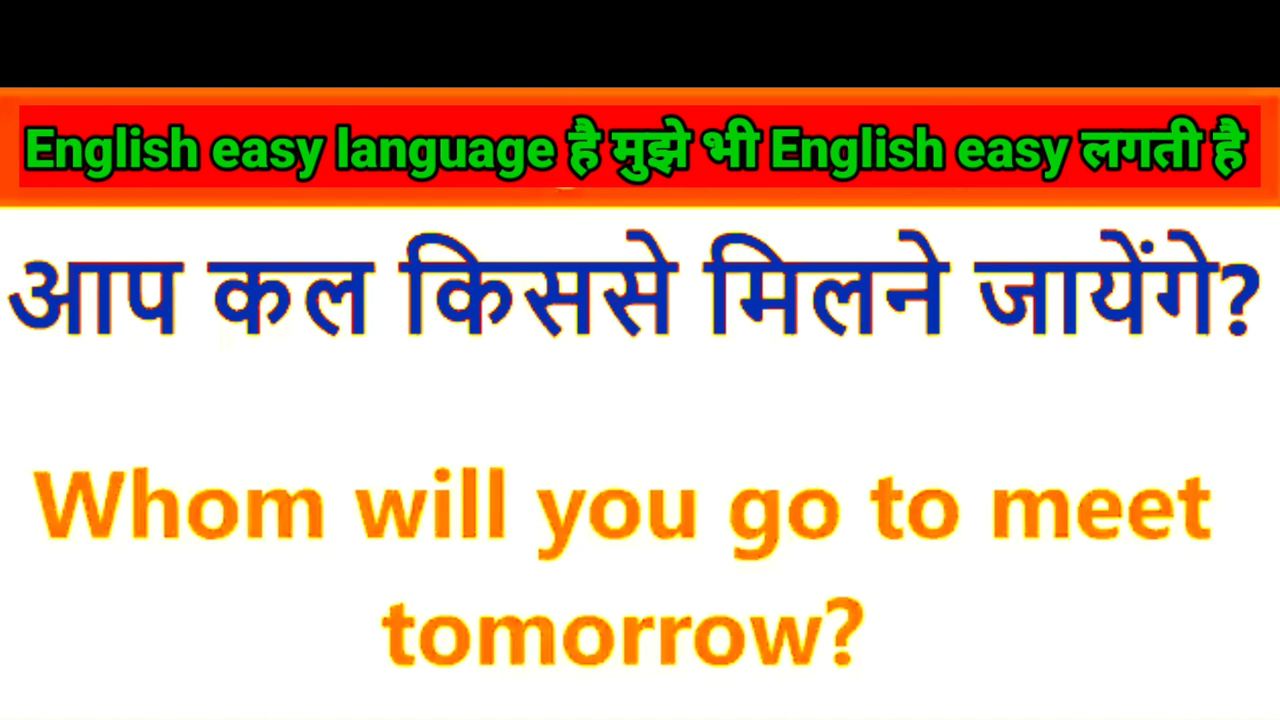 English easy language है मुझे भी English easy लगती है
आप कल किससे मिलने जायेंगे?
Whom will you go to meet
tomorrow?